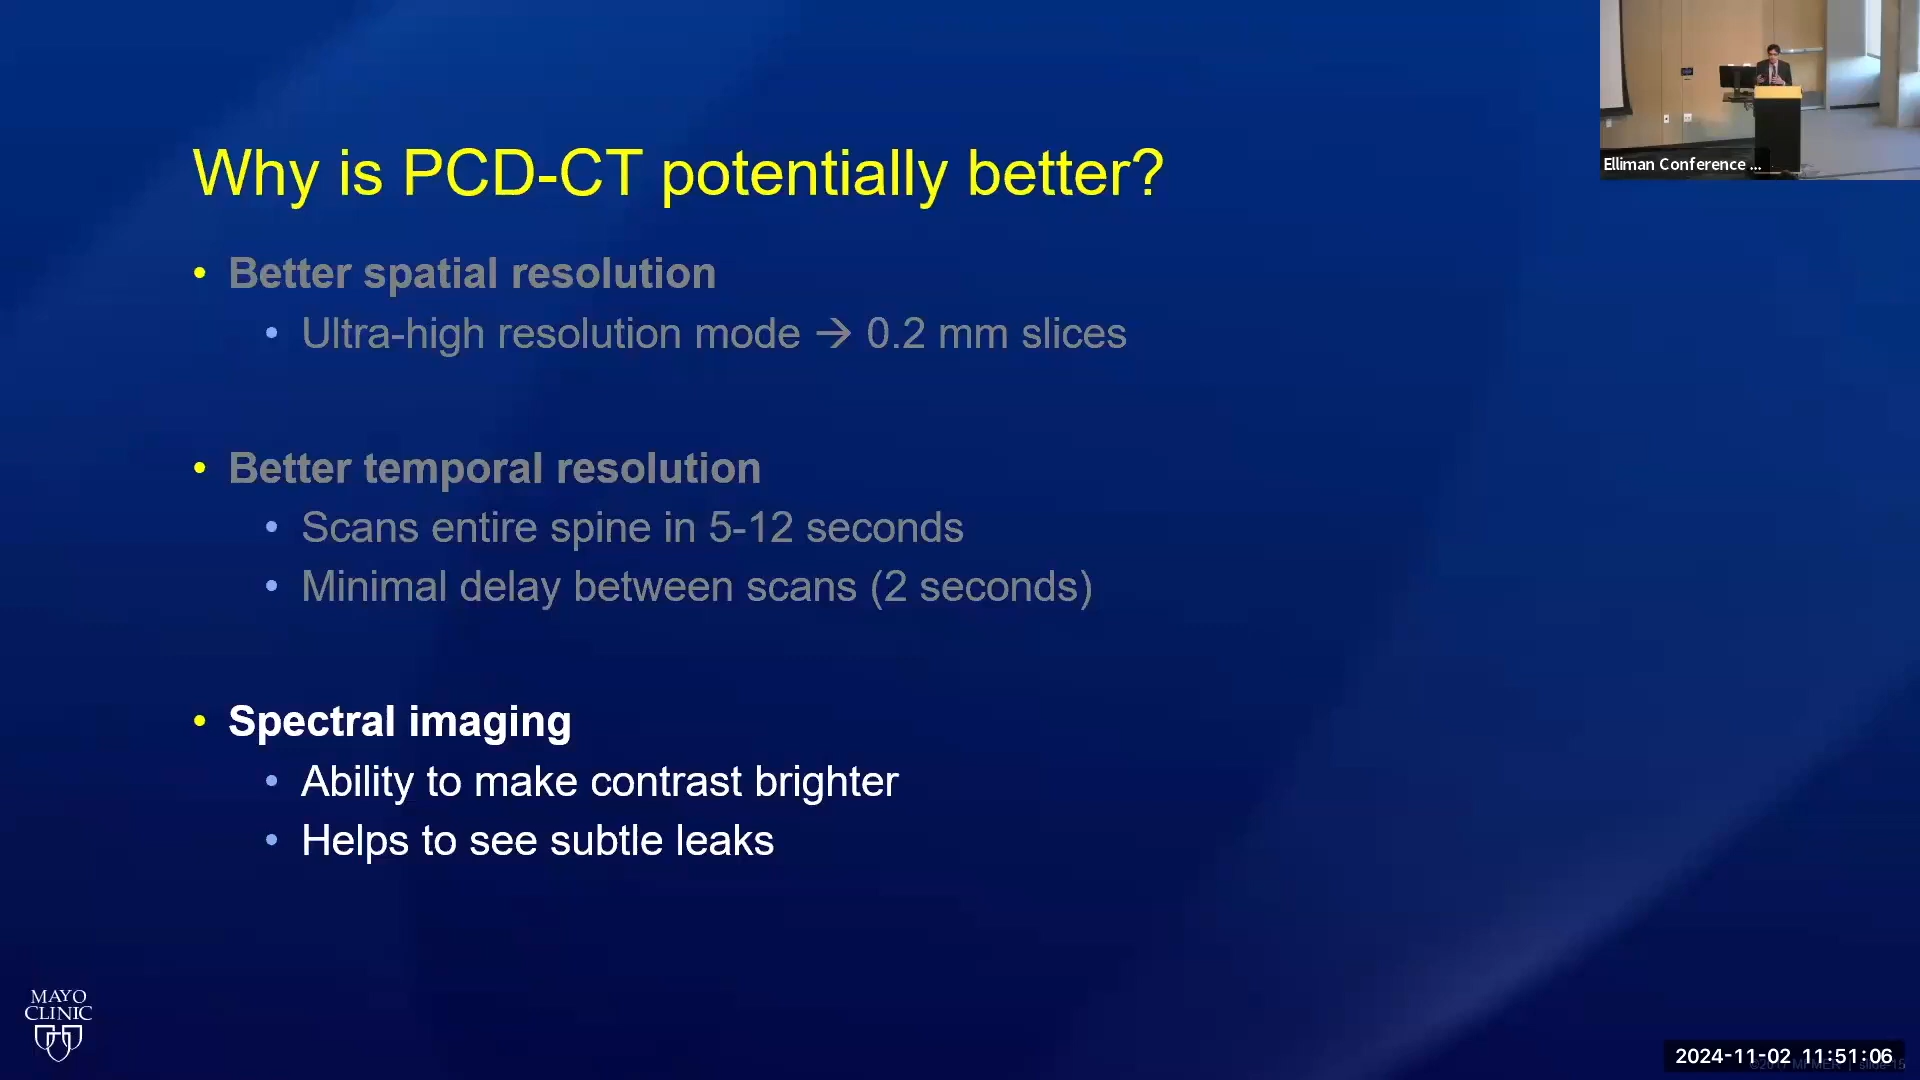 Why is PCD-CT potentially better?
• Better spatial resolution
• Ultra-high resolution mode → 0.2 mm slices
• Better temporal resolution
• Scans entire spine in 5-12 seconds
• Minimal delay between scans (2 seconds)
• Spectral imaging
• Ability to make contrast brighter
• Helps to see subtle leaks
Elliman Conference ...
MAYO
CLINIC
2024-11-02 11:51:06